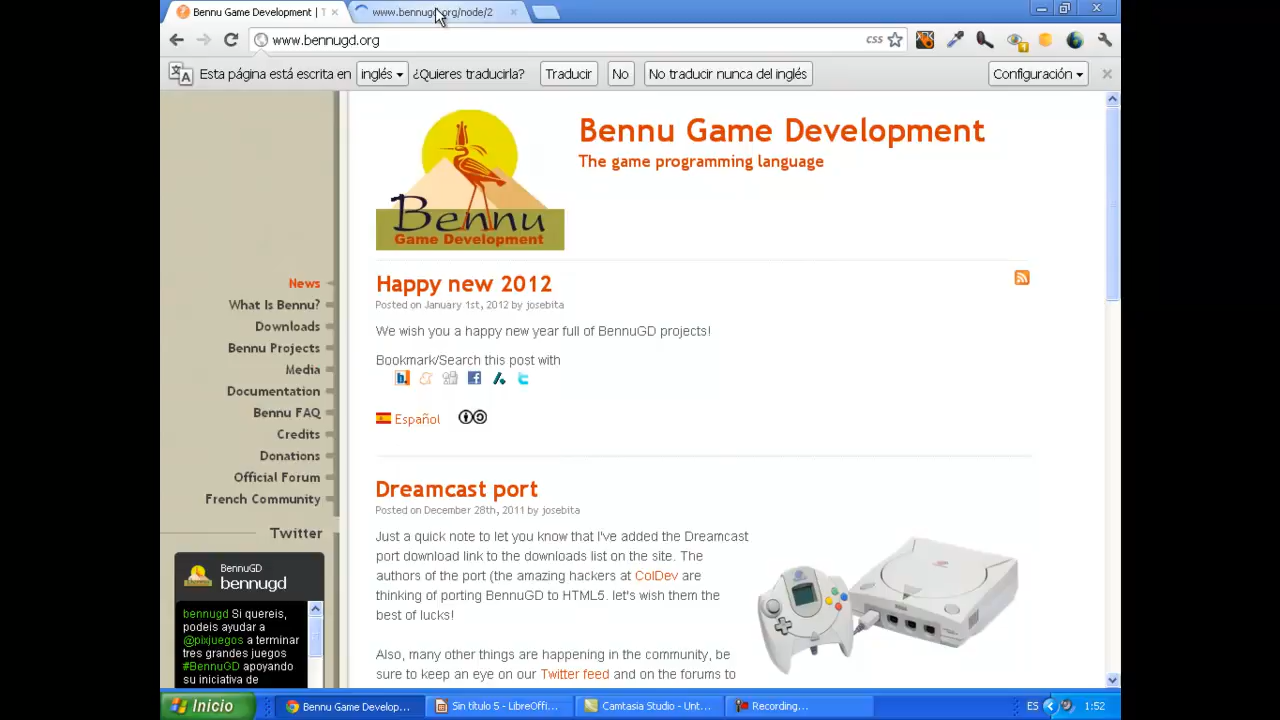 Bennu Game Development | T
www.bennugd.org/node/2
www.bennugd.org
css
Esta página está escrita en
inglés
¿Quieres traducirla?
Traducir
No
No traducir nunca del inglés
Configuración
Bennu
Game Development
Bennu Game Development
The game programming language
News
What Is Bennu?
Downloads
Bennu Projects
Media
Documentation
Bennu FAQ
Credits
Donations
Official Forum
French Community
Twitter
BennuGD
bennugd
bennugd Si quereis,
podeis ayudar a
@pixjuegos a terminar
tres grandes juegos
#BennuGD apoyando
su iniciativa de
Happy new 2012
Posted on January 1st, 2012 by josebita
We wish you a happy new year full of BennuGD projects!
Bookmark/Search this post with
Español
Dreamcast port
Posted on December 28th, 2011 by josebita
Just a quick note to let you know that I've added the Dreamcast
port download link to the downloads list on the site. The
authors of the port (the amazing hackers at ColDev are
thinking of porting BennuGD to HTML5. let's wish them the
best of lucks!
Also, many other things are happening in the community, be
sure to keep an eye on our Twitter feed and on the forums to
Inicio
Bennu Game Develop...
Sin título 5 - LibreOffi...
Camtasia Studio - Unt...
Recording...
ES
1:52